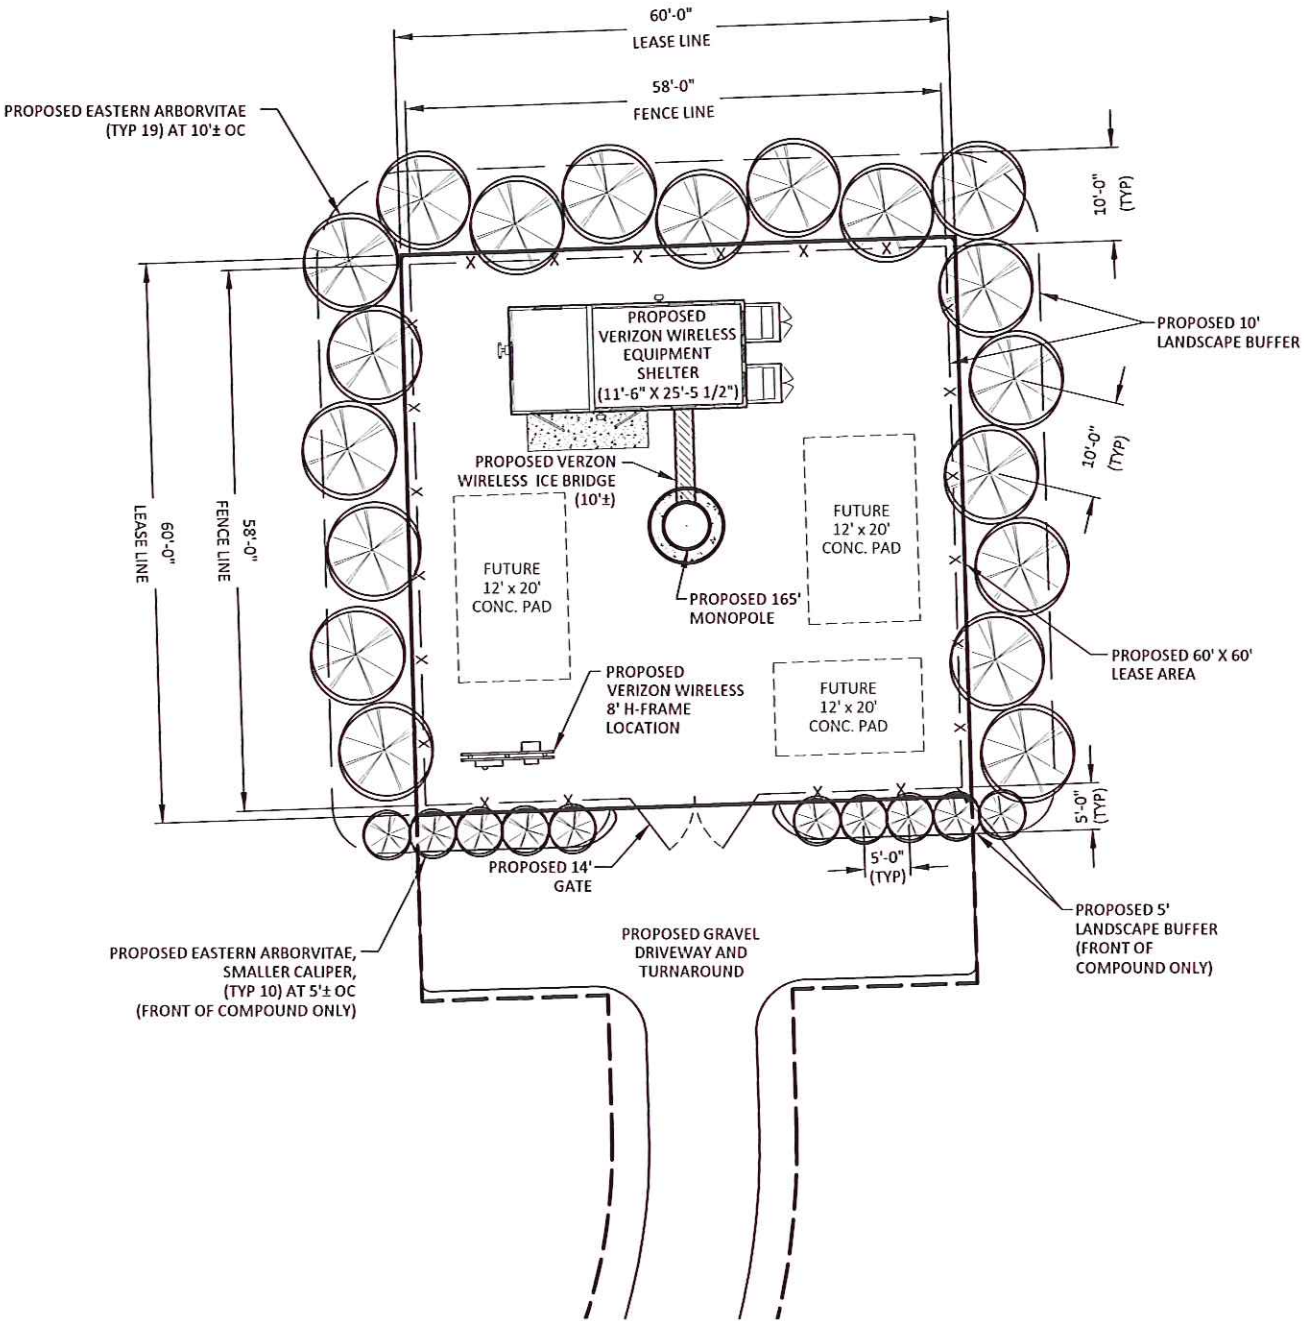 60'-0"
LEASE LINE
58'-0"
FENCE LINE
PROPOSED EASTERN ARBORVITAE
(TYP 19) AT 10'± OC
10'-0"
(TYP)
PROPOSED 10'
LANDSCAPE BUFFER
PROPOSED
VERIZON WIRELESS
EQUIPMENT
SHELTER
(11'-6" X 25'-5 1/2")
10'-0"
(TYP)
PROPOSED VERZON
WIRELESS ICE BRIDGE
(10'±)
60'-0"
LEASE LINE
58'-0"
FENCE LINE
FUTURE
12' x 20'
CONC. PAD
FUTURE
12' x 20'
CONC. PAD
PROPOSED 165'
MONOPOLE
PROPOSED 60' X 60'
LEASE AREA
PROPOSED
VERIZON WIRELESS
8' H-FRAME
LOCATION
FUTURE
12' x 20'
CONC. PAD
5'-0"
(TYP)
PROPOSED 14'
GATE
5'-0"
(TYP)
PROPOSED 5'
LANDSCAPE BUFFER
(FRONT OF
COMPOUND ONLY)
PROPOSED GRAVEL
DRIVEWAY AND
TURNAROUND
PROPOSED EASTERN ARBORVITAE,
SMALLER CALIPER,
(TYP 10) AT 5'± OC
(FRONT OF COMPOUND ONLY)